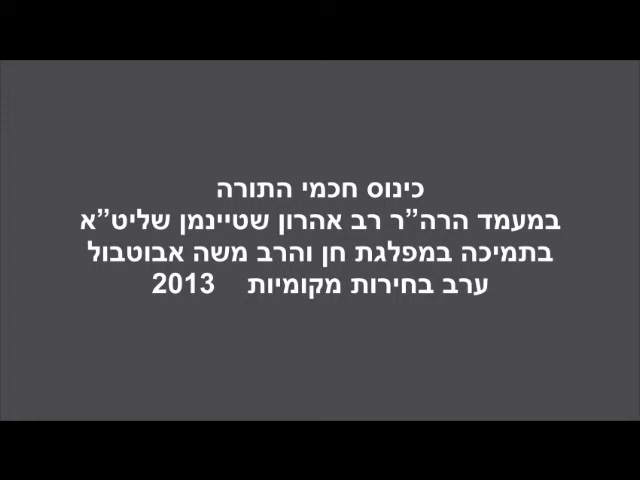 כינוס חכמי התורה
במעמד הרה”ר רב אהרון שטיינמן שליט”א
בתמיכה במפלגת חן והרב משה אבוטבול
ערב בחירות מקומיות 2013